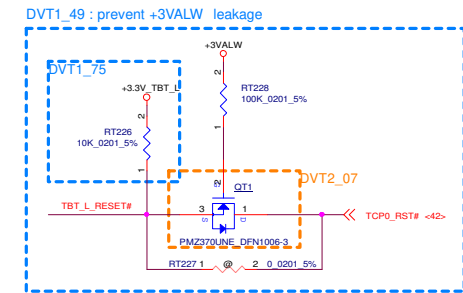 DVT1_49 : prevent +3VALW leakage
+3VALW
DVT1_75
+3.3V_TBT_L
2
2
RT228
100K_0201_5%
RT226
10K_0201_5%
1
1
2
G
QT1
DVT2_07
TBT_L_RESET#
3
1
S
D
TCP0_RST# <42>
PMZ370UNE_DFN1006-3
RT227 1 @ 2 0_0201_5%